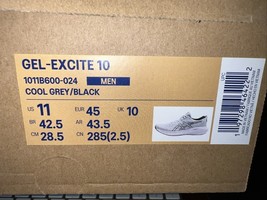 GEL-EXCITE 10
1011B600-024 MEN
COOL GREY/BLACK
US 11 EUR 45 UK 10
BR 42.5 AR 43.5
CM 28.5 CN 285(2.5)
UPC